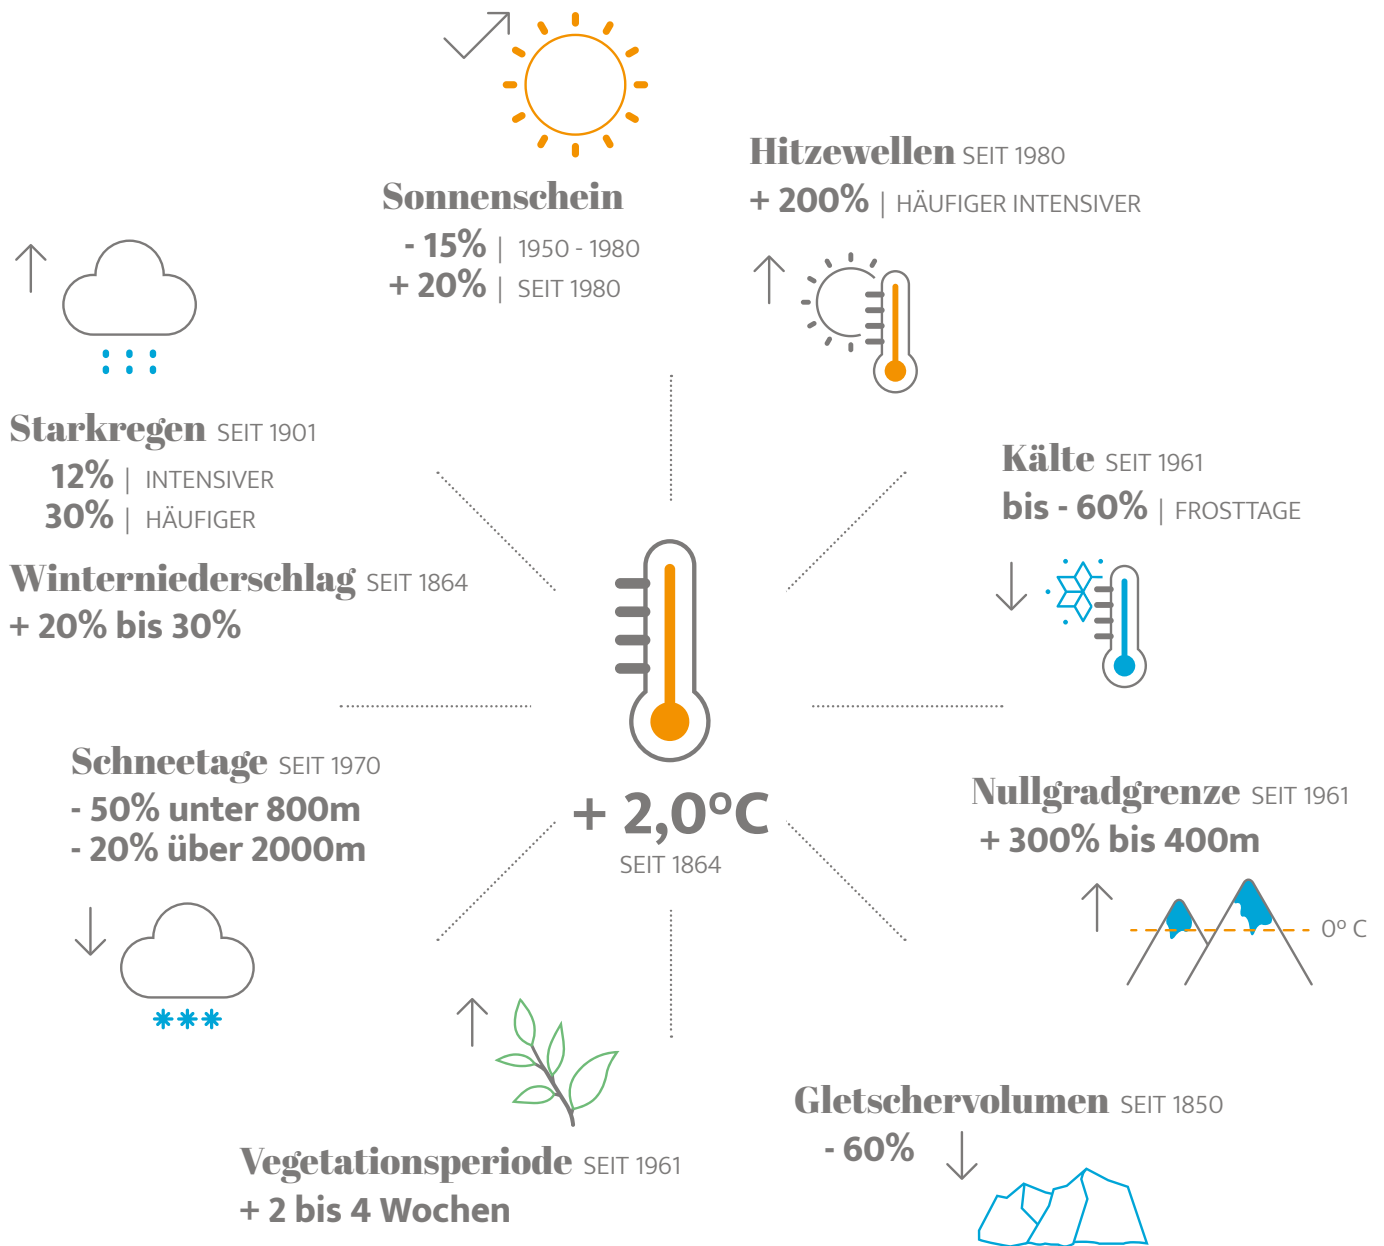 Sonnenschein
- 15% | 1950 - 1980
+ 20% | SEIT 1980
Hitzewellen SEIT 1980
+ 200% | HÄUFIGER INTENSIVER
Starkregen SEIT 1901
12% | INTENSIVER
30% | HÄUFIGER
Winterniederschlag SEIT 1864
+ 20% bis 30%
Kälte SEIT 1961
bis - 60% | FROSTTAGE
Schneetage SEIT 1970
- 50% unter 800m
- 20% über 2000m
+ 2,0°C
SEIT 1864
Nullgradgrenze SEIT 1961
+ 300% bis 400m
0° C
Vegetationsperiode SEIT 1961
+ 2 bis 4 Wochen
Gletschervolumen SEIT 1850
- 60%